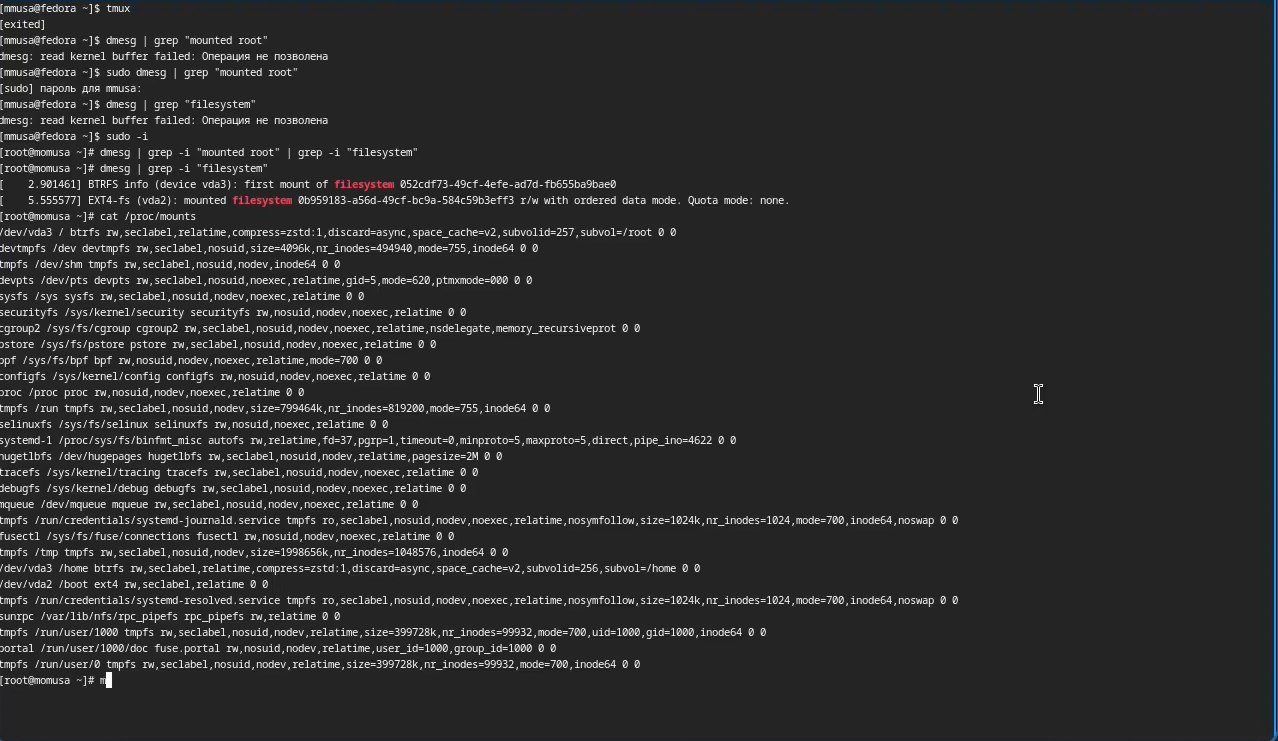 [mmusa@fedora ~]$ tmux
[exited]
[mmusa@fedora ~]$ dmesg | grep "mounted root"
dmesg: read kernel buffer failed: Операция не позволена
[mmusa@fedora ~]$ sudo dmesg | grep "mounted root"
[sudo] пароль для mmusa:
[mmusa@fedora ~]$ dmesg | grep "filesystem"
dmesg: read kernel buffer failed: Операция не позволена
[mmusa@fedora ~]$ sudo -i
[root@momusa ~]# dmesg | grep -i "mounted root" | grep -i "filesystem"
[root@momusa ~]# dmesg | grep -i "filesystem"
[    2.901461] BTRFS info (device vda3): first mount of filesystem 052cdf73-49cf-4efe-ad7d-fb655ba9bae0
[    5.555577] EXT4-fs (vda2): mounted filesystem 0b959183-a56d-49cf-bc9a-584c59b3eff3 r/w with ordered data mode. Quota mode: none.
[root@momusa ~]# cat /proc/mounts
/dev/vda3 / btrfs rw,seclabel,relatime,compress=zstd:1,discard=async,space_cache=v2,subvolid=257,subvol=/root 0 0
devtmpfs /dev devtmpfs rw,seclabel,nosuid,size=4096k,nr_inodes=494940,mode=755,inode64 0 0
tmpfs /dev/shm tmpfs rw,seclabel,nosuid,nodev,inode64 0 0
devpts /dev/pts devpts rw,seclabel,nosuid,noexec,relatime,gid=5,mode=620,ptmxmode=000 0 0
sysfs /sys sysfs rw,seclabel,nosuid,nodev,noexec,relatime 0 0
securityfs /sys/kernel/security securityfs rw,nosuid,nodev,noexec,relatime 0 0
cgroup2 /sys/fs/cgroup cgroup2 rw,seclabel,nosuid,nodev,noexec,relatime,nsdelegate,memory_recursiveprot 0 0
pstore /sys/fs/pstore pstore rw,seclabel,nosuid,nodev,noexec,relatime 0 0
bpf /sys/fs/bpf bpf rw,nosuid,nodev,noexec,relatime,mode=700 0 0
configfs /sys/kernel/config configfs rw,nosuid,nodev,noexec,relatime 0 0
proc /proc proc rw,nosuid,nodev,noexec,relatime 0 0
tmpfs /run tmpfs rw,seclabel,nosuid,nodev,size=799464k,nr_inodes=819200,mode=755,inode64 0 0
selinuxfs /sys/fs/selinux selinuxfs rw,nosuid,noexec,relatime 0 0
systemd-1 /proc/sys/fs/binfmt_misc autofs rw,relatime,fd=37,pgrp=1,timeout=0,minproto=5,maxproto=5,direct,pipe_ino=4622 0 0
hugetlbfs /dev/hugepages hugetlbfs rw,seclabel,nosuid,nodev,relatime,pagesize=2M 0 0
tracefs /sys/kernel/tracing tracefs rw,seclabel,nosuid,nodev,noexec,relatime 0 0
debugfs /sys/kernel/debug debugfs rw,seclabel,nosuid,nodev,noexec,relatime 0 0
mqueue /dev/mqueue mqueue rw,seclabel,nosuid,nodev,noexec,relatime 0 0
tmpfs /run/credentials/systemd-journald.service tmpfs ro,seclabel,nosuid,nodev,noexec,relatime,nosymfollow,size=1024k,nr_inodes=1024,mode=700,inode64,noswap 0 0
fusectl /sys/fs/fuse/connections fusectl rw,nosuid,nodev,noexec,relatime 0 0
tmpfs /tmp tmpfs rw,seclabel,nosuid,nodev,size=1998656k,nr_inodes=1048576,inode64 0 0
/dev/vda3 /home btrfs rw,seclabel,relatime,compress=zstd:1,discard=async,space_cache=v2,subvolid=256,subvol=/home 0 0
/dev/vda2 /boot ext4 rw,seclabel,relatime 0 0
tmpfs /run/credentials/systemd-resolved.service tmpfs ro,seclabel,nosuid,nodev,noexec,relatime,nosymfollow,size=1024k,nr_inodes=1024,mode=700,inode64,noswap 0 0
sunrpc /var/lib/nfs/rpc_pipefs rpc_pipefs rw,relatime 0 0
tmpfs /run/user/1000 tmpfs rw,seclabel,nosuid,nodev,relatime,size=399728k,nr_inodes=99932,mode=700,uid=1000,gid=1000,inode64 0 0
portal /run/user/1000/doc fuse.portal rw,nosuid,nodev,relatime,user_id=1000,group_id=1000 0 0
tmpfs /run/user/0 tmpfs rw,seclabel,nosuid,nodev,relatime,size=399728k,nr_inodes=99932,mode=700,inode64 0 0
[root@momusa ~]# m